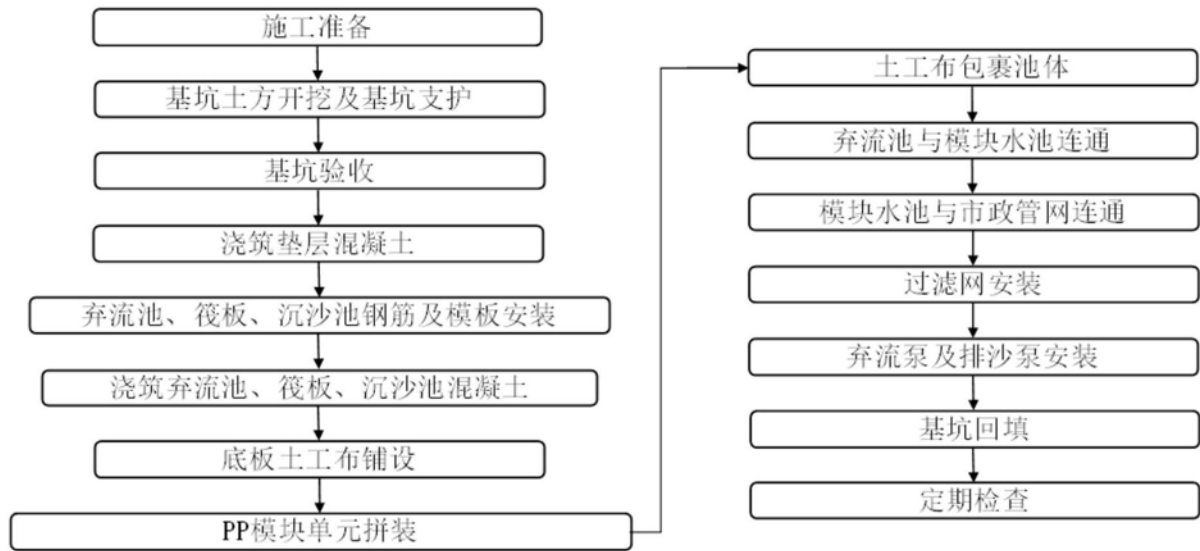 施工准备
基坑土方开挖及基坑支护
基坑验收
浇筑垫层混凝土
弃流池、筏板、沉沙池钢筋及模板安装
浇筑弃流池、筏板、沉沙池混凝土
底板土工布铺设
PP模块单元拼装
土工布包裹池体
弃流池与模块水池连通
模块水池与市政管网连通
过滤网安装
弃流泵及排沙泵安装
基坑回填
定期检查